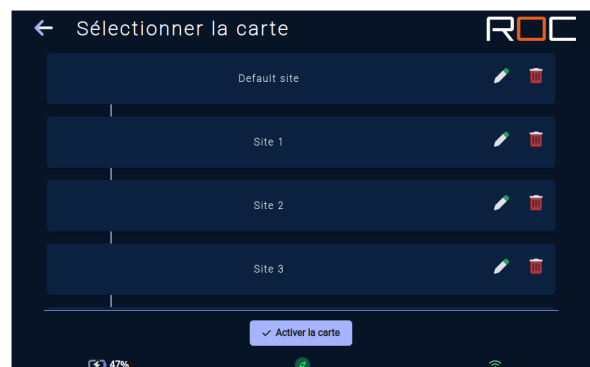 Sélectionner la carte
ROC
Default site
Site 1
Site 2
Site 3
Activer la carte
47%